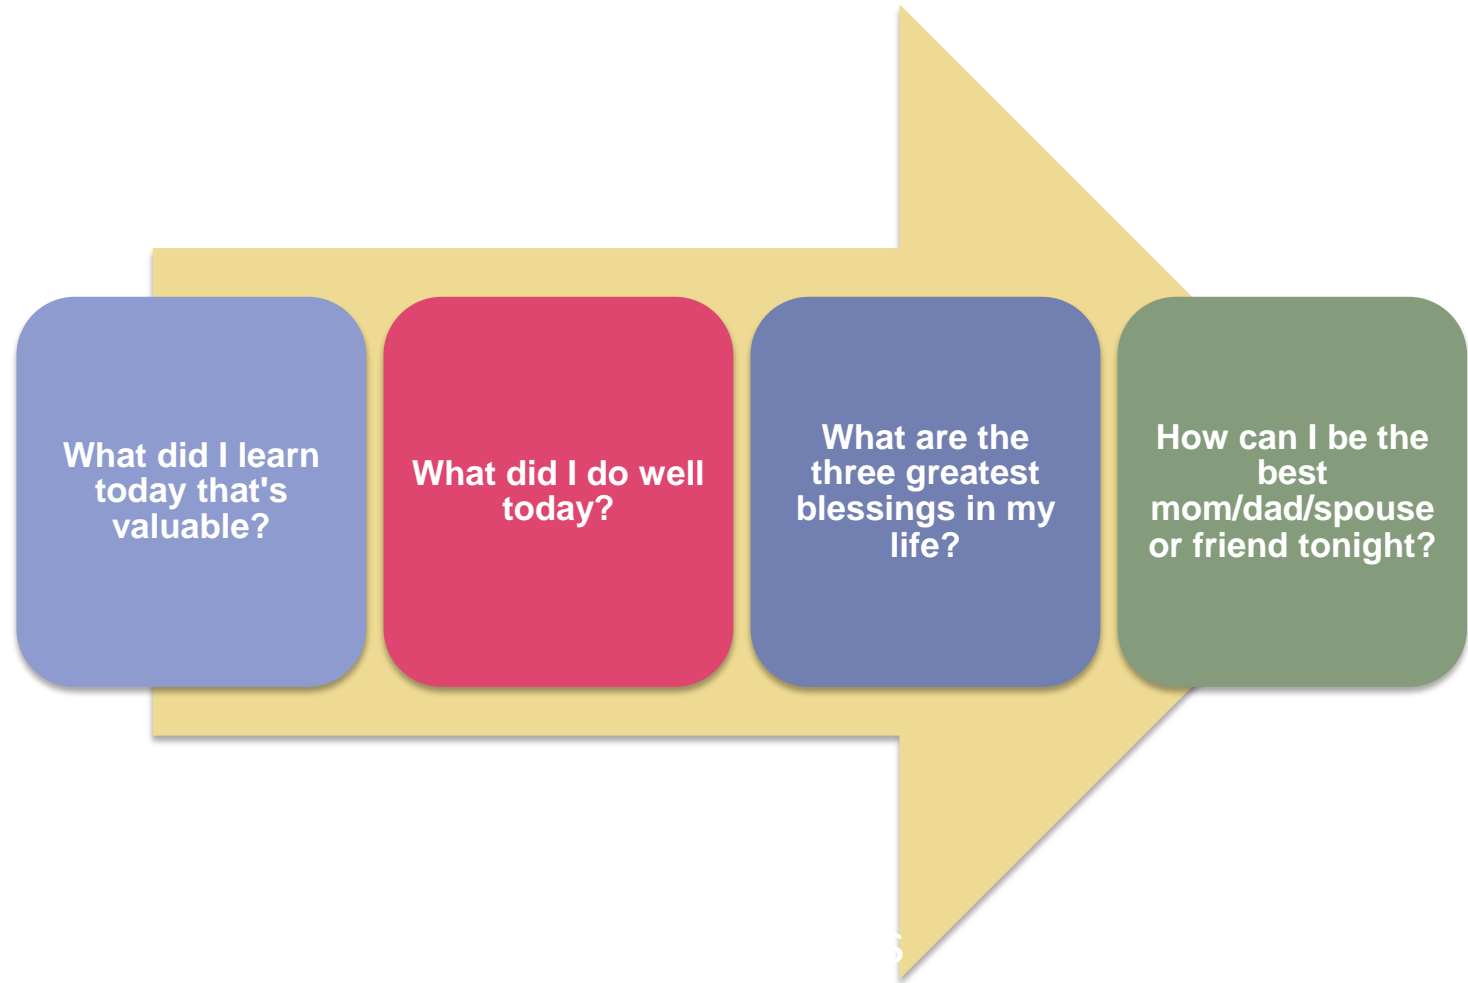 What did I learn
today that's
valuable?
What did I do well
today?
What are the
three greatest
blessings in my
life?
How can I be the
best
mom/dad/spouse
or friend tonight?